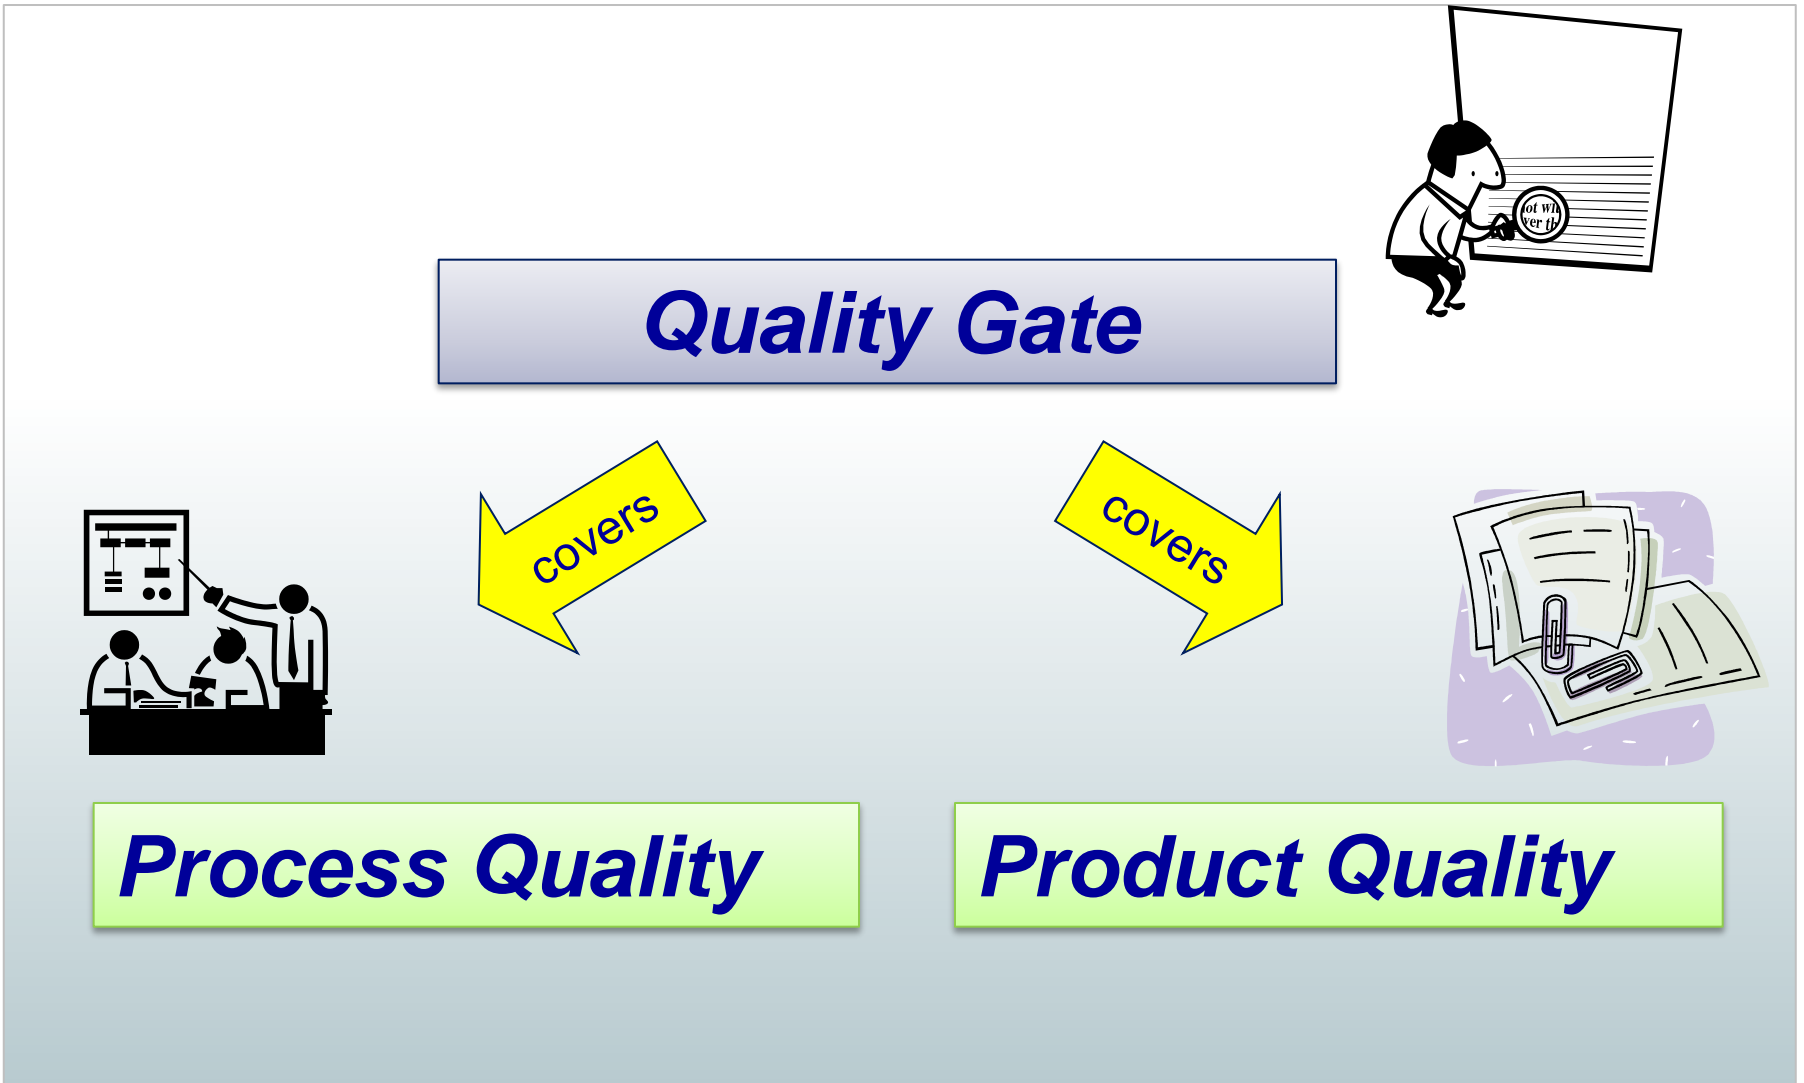 Quality Gate
covers
covers
Process Quality
Product Quality